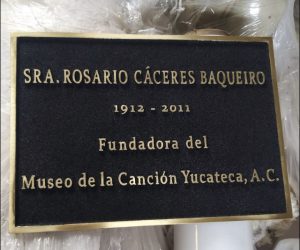 SRA. ROSARIO CÁCERES BAQUEIRO
1912 - 2011
Fundadora del
Museo de la Canción Yucateca, A.C.